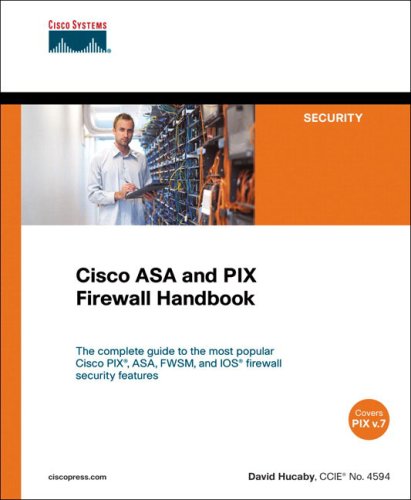 CISCO SYSTEMS
SECURITY
Cisco ASA and PIX
Firewall Handbook
The complete guide to the most popular
Cisco PIX®, ASA, FWSM, and IOS® firewall
security features
Covers
PIX v.7
ciscopress.com
David Hucaby, CCIE® No. 4594